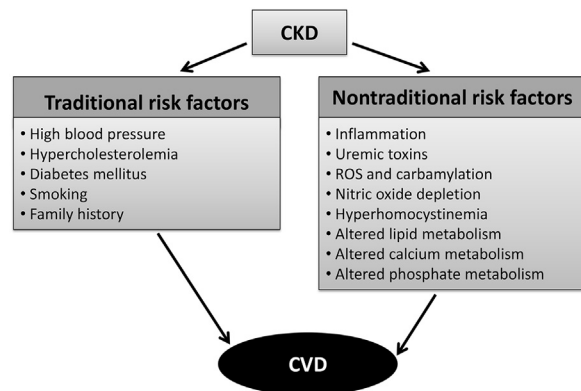 CKD
Traditional risk factors
• High blood pressure
• Hypercholesterolemia
• Diabetes mellitus
• Smoking
• Family history
Nontraditional risk factors
• Inflammation
• Uremic toxins
• ROS and carbamylation
• Nitric oxide depletion
• Hyperhomocystinemia
• Altered lipid metabolism
• Altered calcium metabolism
• Altered phosphate metabolism
CVD